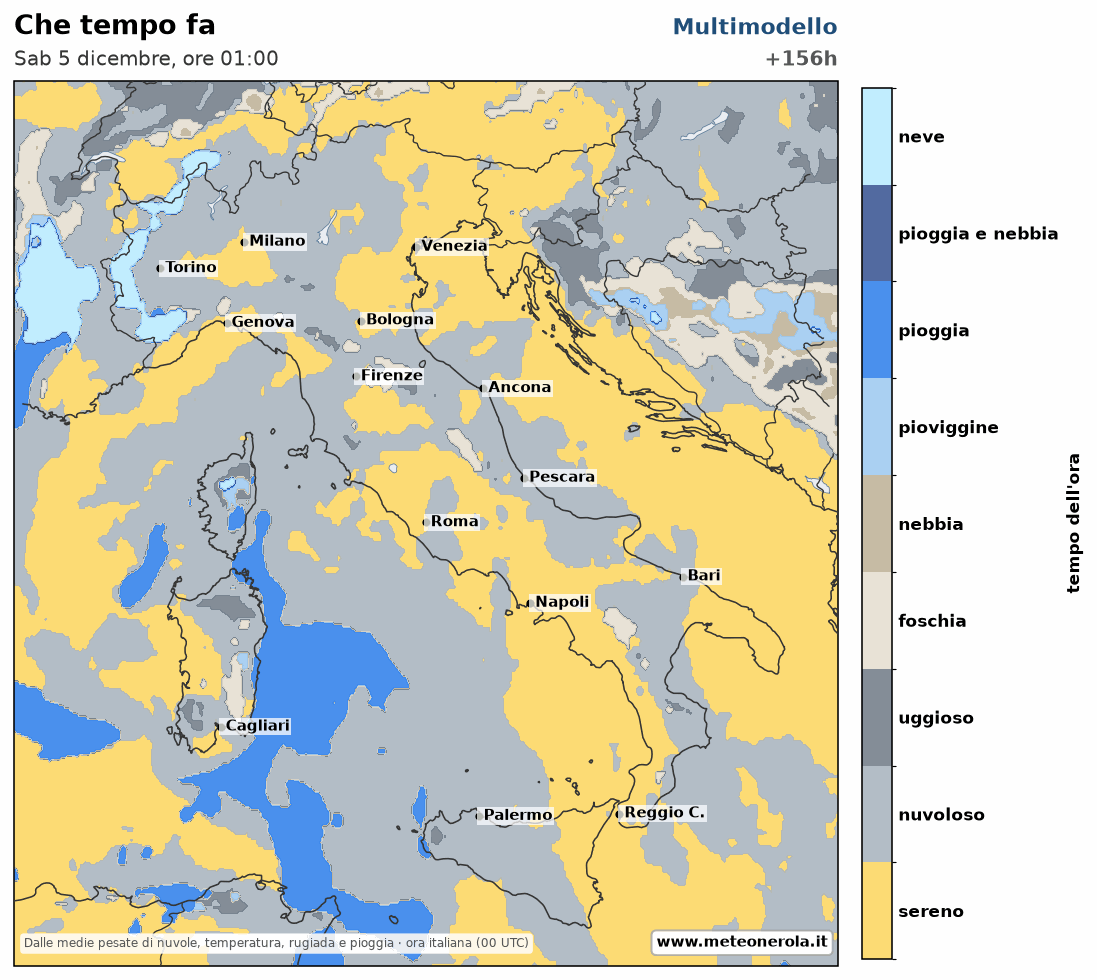 Che tempo fa
Multimodello
Sab 5 dicembre, ore 01:00
+156h
neve
pioggia e nebbia
pioggia
pioviggine
nebbia
foschia
uggioso
nuvoloso
sereno
tempo dell'ora
Milano
Venezia
Torino
Genova
Bologna
Firenze
Ancona
Pescara
Roma
Bari
Napoli
Cagliari
Palermo
Reggio C.
Dalle medie pesate di nuvole, temperatura, rugiada e pioggia · ora italiana (00 UTC)
www.meteonerola.it